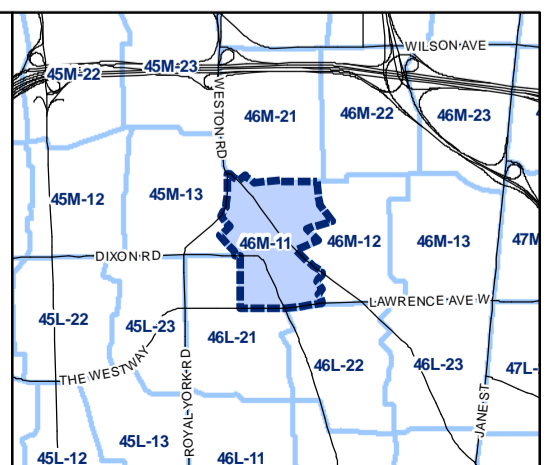 WILSON AVE
45M-22
45M-23
WESTON RD
46M-21
46M-22
46M-23
45M-12
45M-13
46M-11
46M-12
46M-13
47M
DIXON RD
LAWRENCE AVE W
45L-22
45L-23
46L-21
46L-22
46L-23
47L-
THE WESTWAY
ROYAL YORK RD
JANE ST
45L-12
45L-13
46L-11